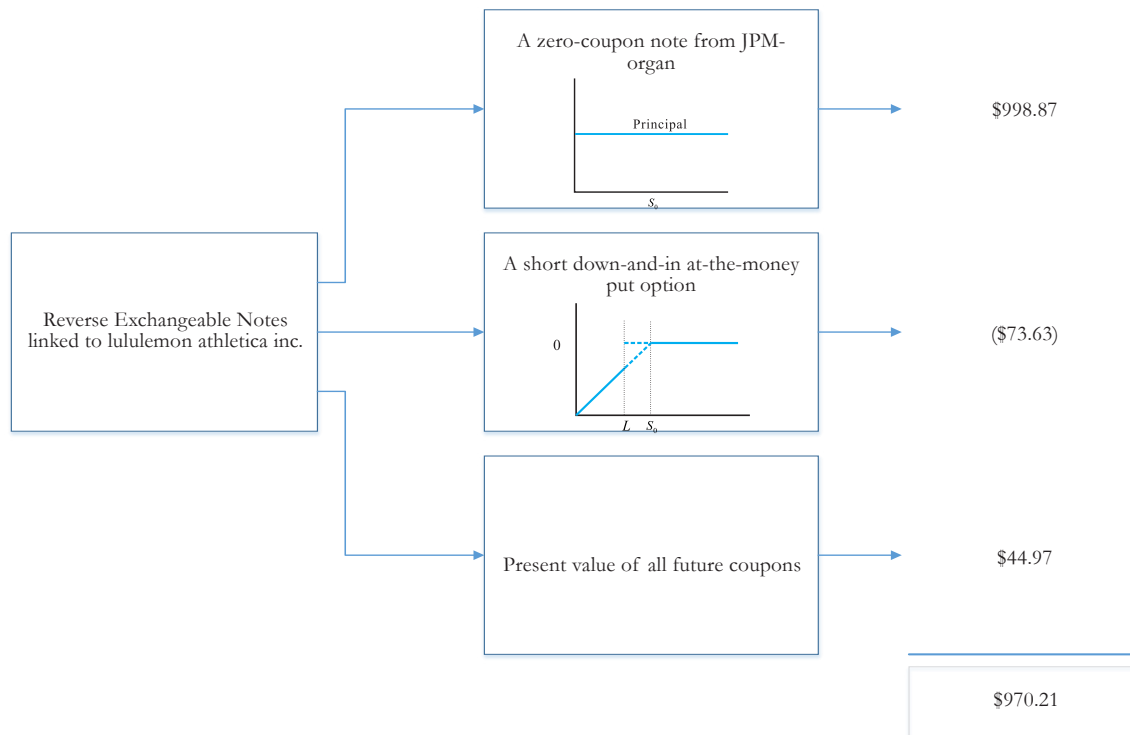 A zero-coupon note from JPM-
organ
Principal
S₀
$998.87
Reverse Exchangeable Notes
linked to lululemon athletica inc.
A short down-and-in at-the-money
put option
0
L S₀
($73.63)
Present value of all future coupons
$44.97
$970.21